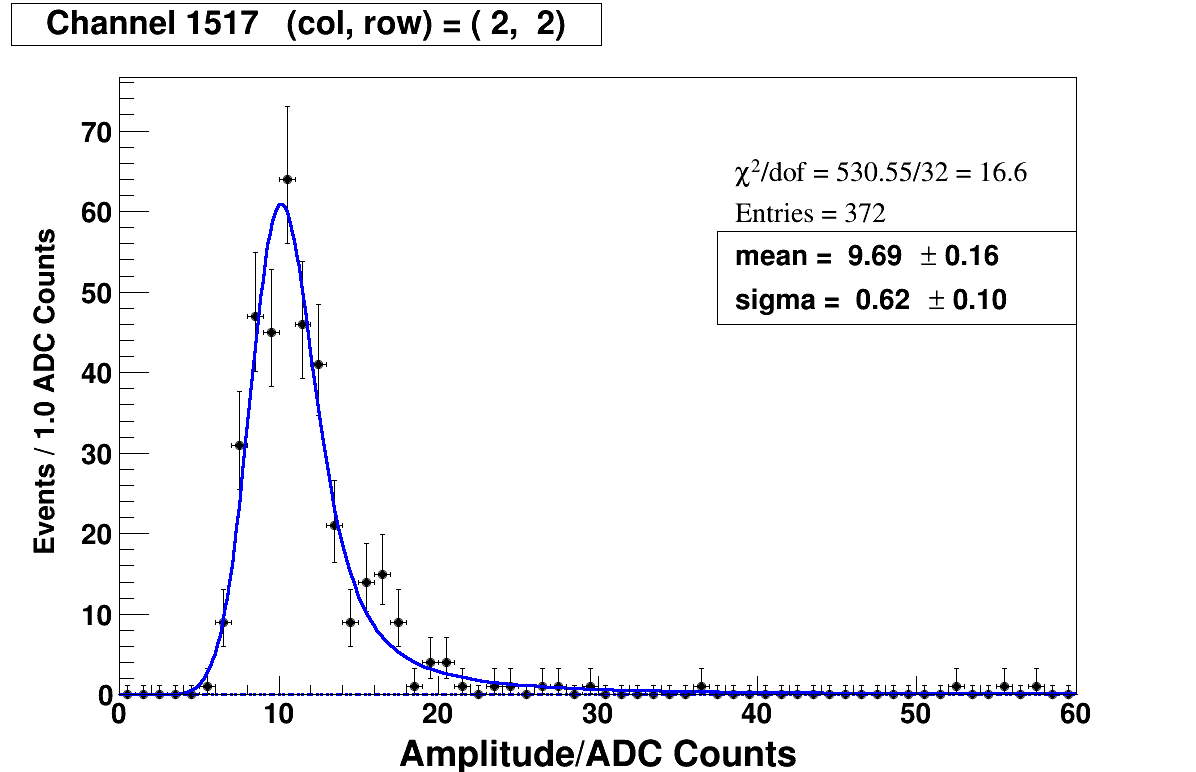 Channel 1517 (col, row) = ( 2, 2)
χ²/dof = 530.55/32 = 16.6
Entries = 372
mean = 9.69 ± 0.16
sigma = 0.62 ± 0.10
Events / 1.0 ADC Counts
70
60
50
40
30
20
10
0
0 10 20 30 40 50 60
Amplitude/ADC Counts